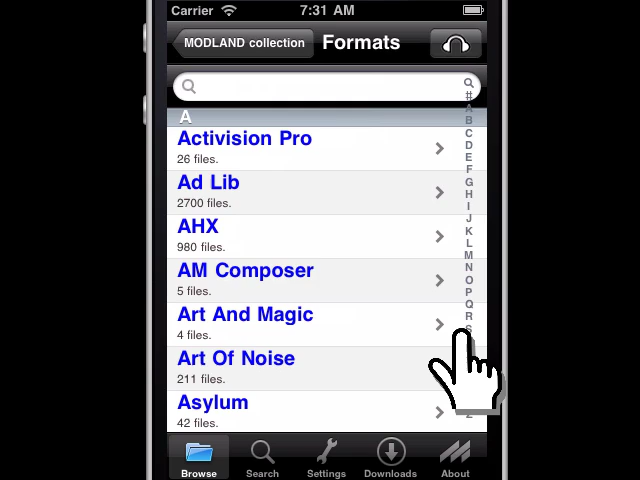 Carrier 7:31 AM
MODLAND collection Formats
A
Activision Pro
26 files.
Ad Lib
2700 files.
AHX
980 files.
AM Composer
5 files.
Art And Magic
4 files.
Art Of Noise
211 files.
Asylum
42 files.
#
A
B
C
D
E
F
G
H
I
J
K
L
M
N
O
P
Q
R
S
Z
Browse Search Settings Downloads About